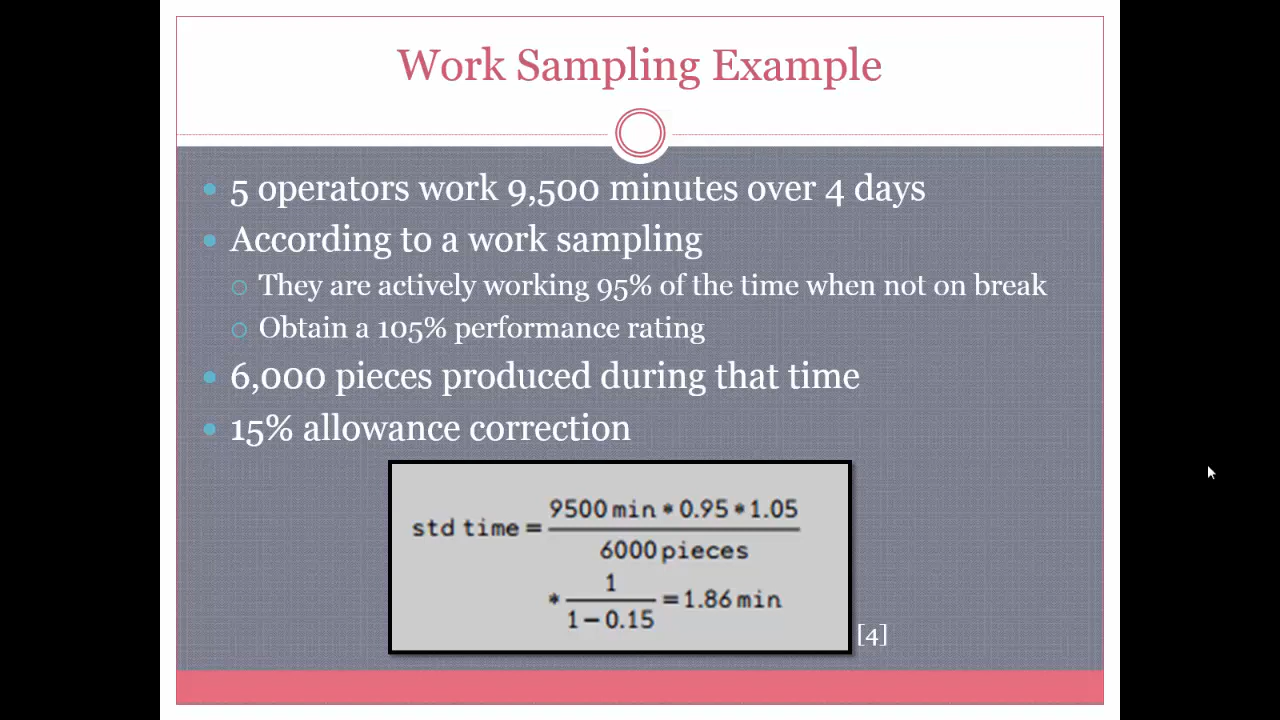 Work Sampling Example
• 5 operators work 9,500 minutes over 4 days
• According to a work sampling
○ They are actively working 95% of the time when not on break
○ Obtain a 105% performance rating
• 6,000 pieces produced during that time
• 15% allowance correction
std time = 9500 min * 0.95 * 1.05
6000 pieces
* 1
1 − 0.15 = 1.86 min
[4]